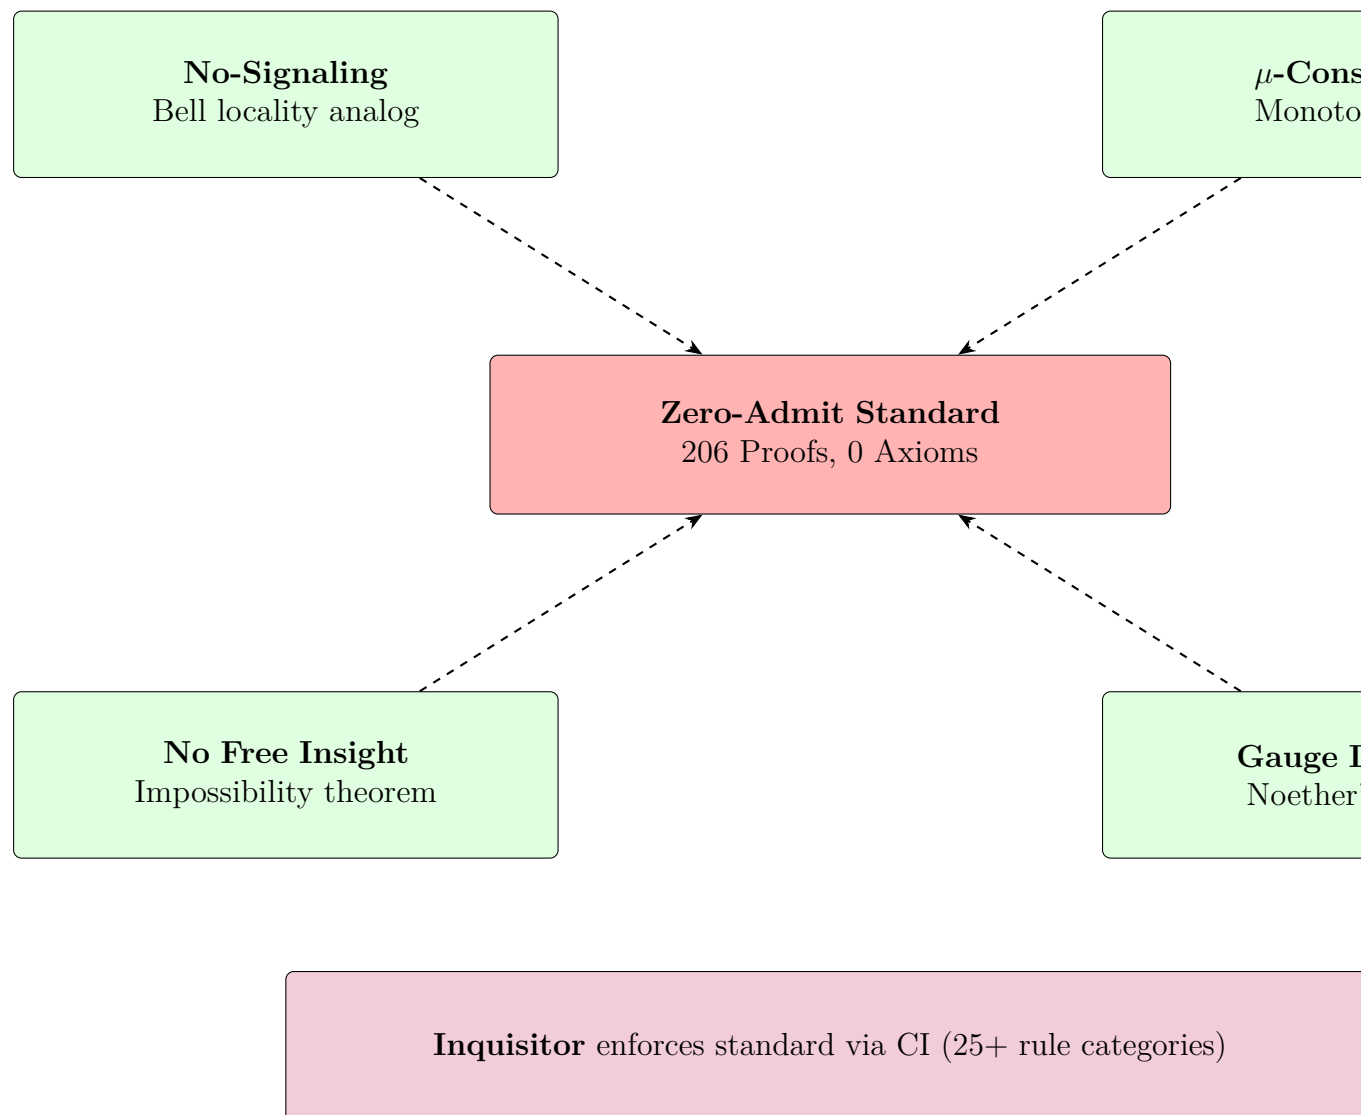 No-Signaling
Bell locality analog
μ-Cons
Monoto
Zero-Admit Standard
206 Proofs, 0 Axioms
No Free Insight
Impossibility theorem
Gauge
Noether'
Inquisitor enforces standard via CI (25+ rule categories)